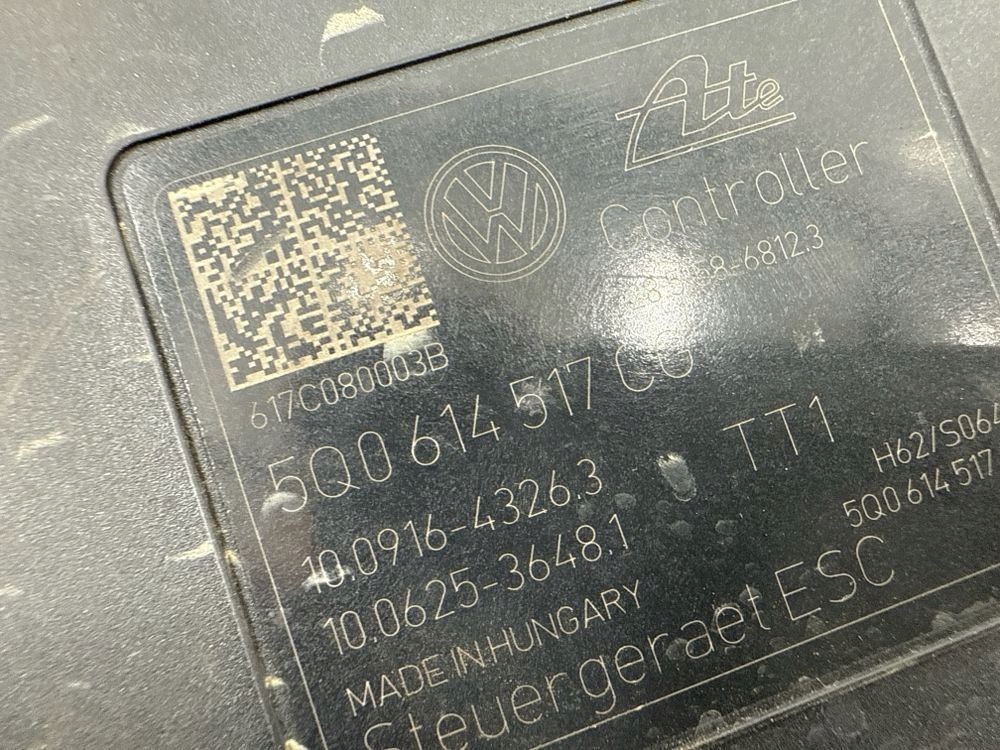 Ate
Controller
617C080003B
5Q0 614 517
TT1
10.0916-4326.3
H62/S06
10.0625-3648.1
5Q0 614 517
MADE IN HUNGARY
Steuergeraet ESC